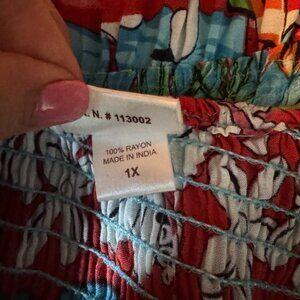 N. # 113002
100% RAYON
MADE IN INDIA
1X